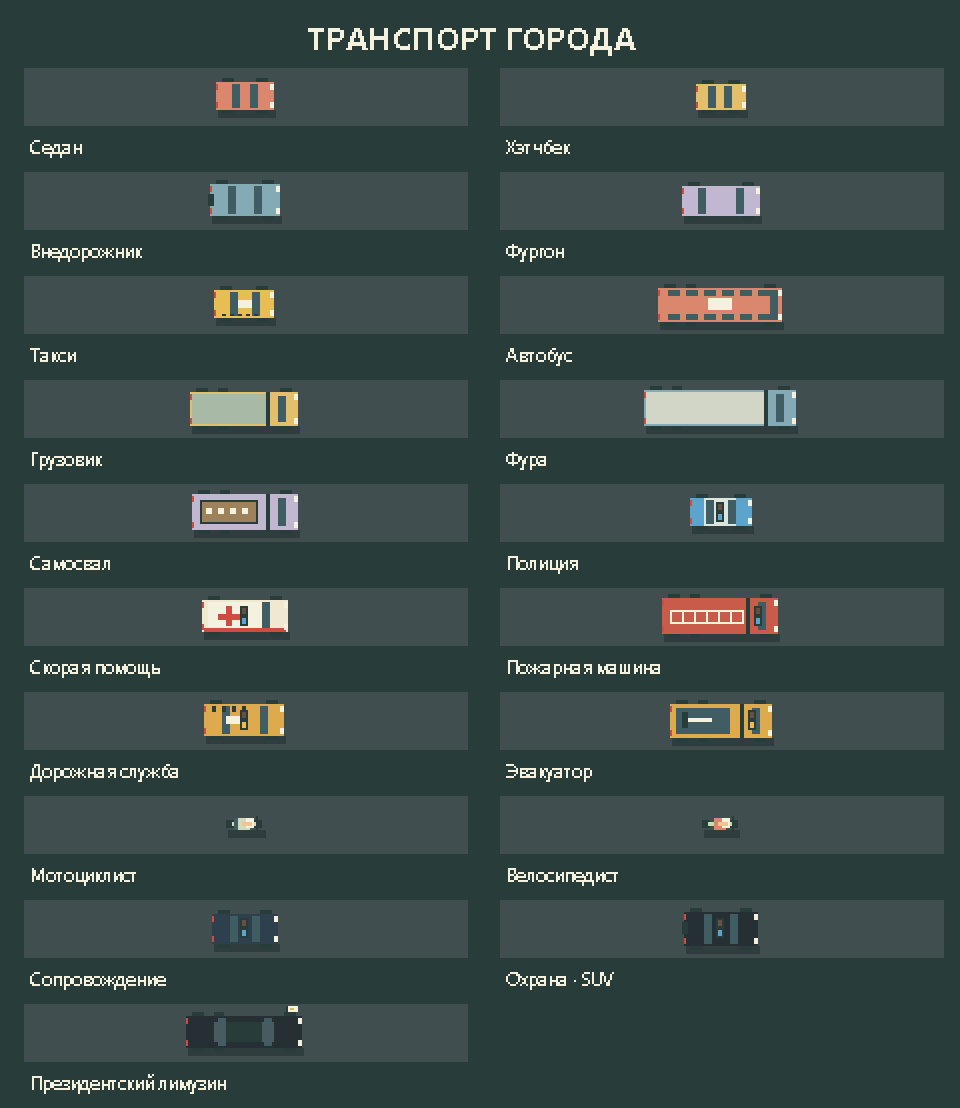 ТРАНСПОРТ ГОРОДА
Седан
Хэтчбек
Внедорожник
Фургон
Такси
Автобус
Грузовик
Фура
Самосвал
Полиция
Скорая помощь
Пожарная машина
Дорожная служба
Эвакуатор
Мотоциклист
Велосипедист
Сопровождение
Охрана · SUV
Президентский лимузин